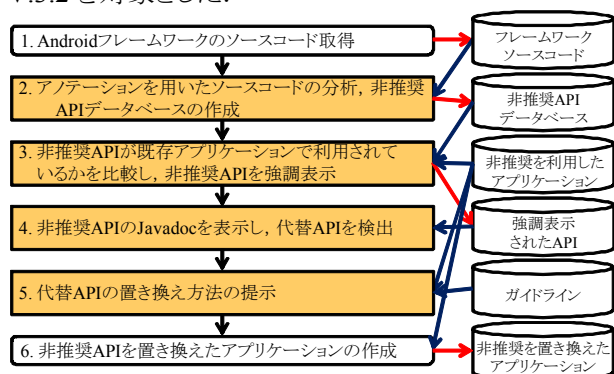 1. Androidフレームワークのソースコード取得
フレームワーク
ソースコード
2. アノテーションを用いたソースコードの分析, 非推奨
APIデータベースの作成
非推奨API
データベース
3. 非推奨APIが既存アプリケーションで利用されて
いるかを比較し, 非推奨APIを強調表示
非推奨を利用した
アプリケーション
4. 非推奨APIのJavadocを表示し, 代替APIを検出
強調表示
されたAPI
5. 代替APIの置き換え方法の提示
ガイドライン
6. 非推奨APIを置き換えたアプリケーションの作成
非推奨を置き換えた
アプリケーション